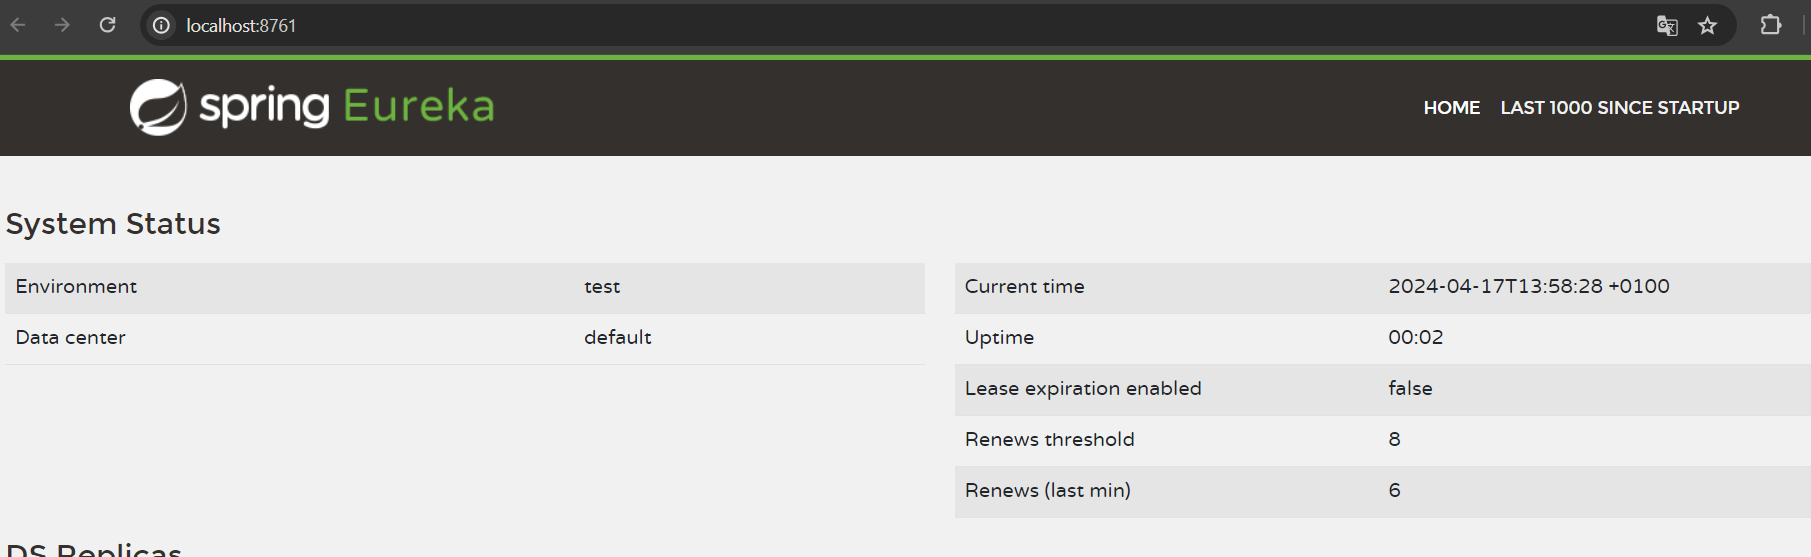 localhost:8761
spring Eureka
HOME LAST 1000 SINCE STARTUP
System Status
Environment test
Data center default
Current time 2024-04-17T13:58:28 +0100
Uptime 00:02
Lease expiration enabled false
Renews threshold 8
Renews (last min) 6
DS Replicas